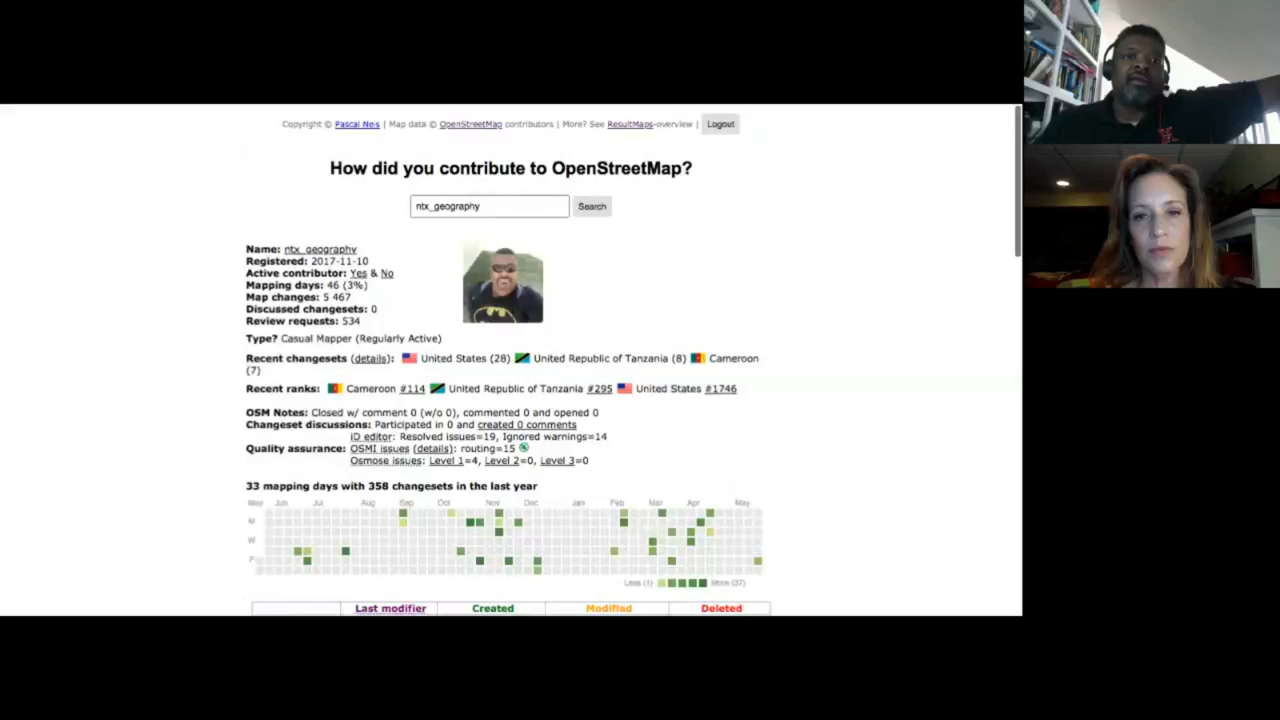 Copyright © Pascal Neis | Map data © OpenStreetMap contributors | More? See ResultMaps-overview | Logout
How did you contribute to OpenStreetMap?
ntx_geography Search
Name: ntx_geography
Registered: 2017-11-10
Active contributor: Yes & No
Mapping days: 46 (3%)
Map changes: 5 467
Discussed changesets: 0
Review requests: 534
Type? Casual Mapper (Regularly Active)
Recent changesets (details): United States (28) United Republic of Tanzania (8) Cameroon
(7)
Recent ranks: Cameroon #114 United Republic of Tanzania #295 United States #1746
OSM Notes: Closed w/ comment 0 (w/o 0), commented 0 and opened 0
Changeset discussions: Participated in 0 and created 0 comments
iD editor: Resolved issues=19, Ignored warnings=14
Quality assurance: OSMI issues (details): routing=15
Osmose issues: Level 1=4, Level 2=0, Level 3=0
33 mapping days with 358 changesets in the last year
May Jun Jul Aug Sep Oct Nov Dec Jan Feb Mar Apr May
M
W
F
Less (1) More (37)
Last modifier Created Modified Deleted